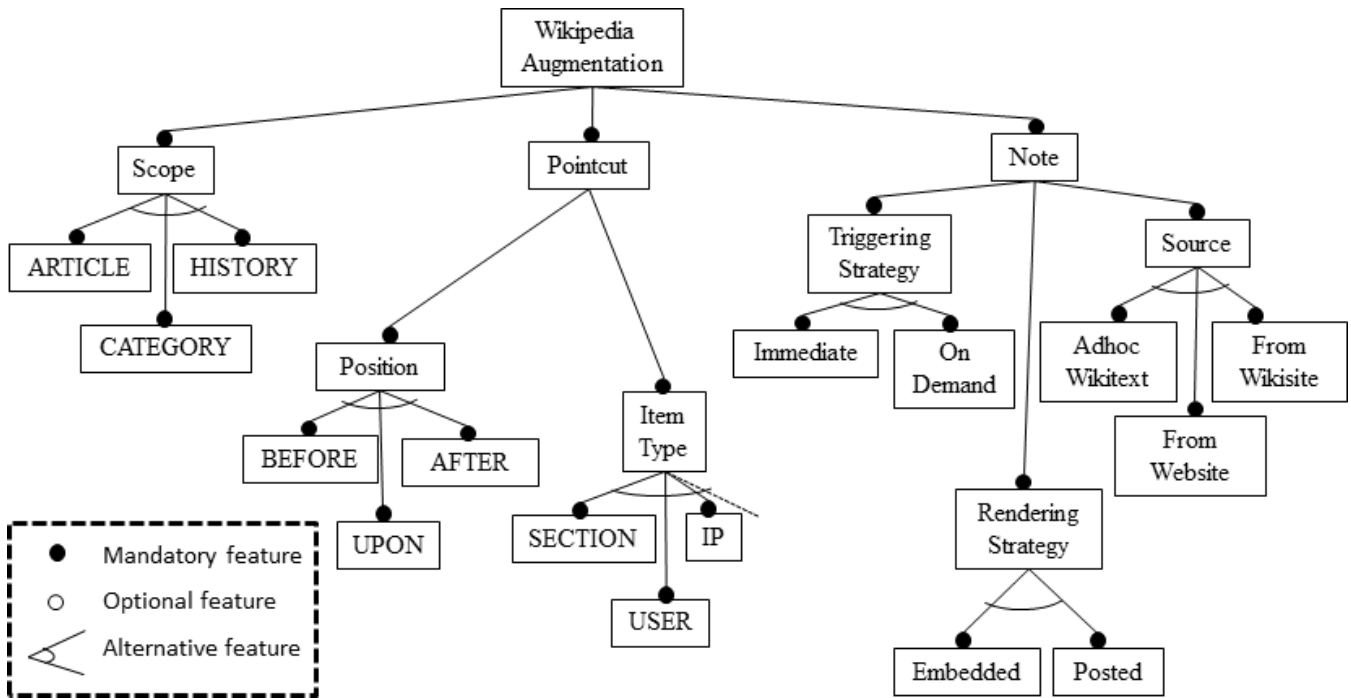 Wikipedia
Augmentation
Scope
Pointcut
Note
ARTICLE
HISTORY
CATEGORY
Triggering
Strategy
Source
Immediate
On
Demand
Adhoc
Wikitext
From
Wikisite
From
Website
Position
BEFORE
AFTER
UPON
Item
Type
SECTION
IP
USER
Rendering
Strategy
Embedded
Posted
Mandatory feature
Optional feature
Alternative feature